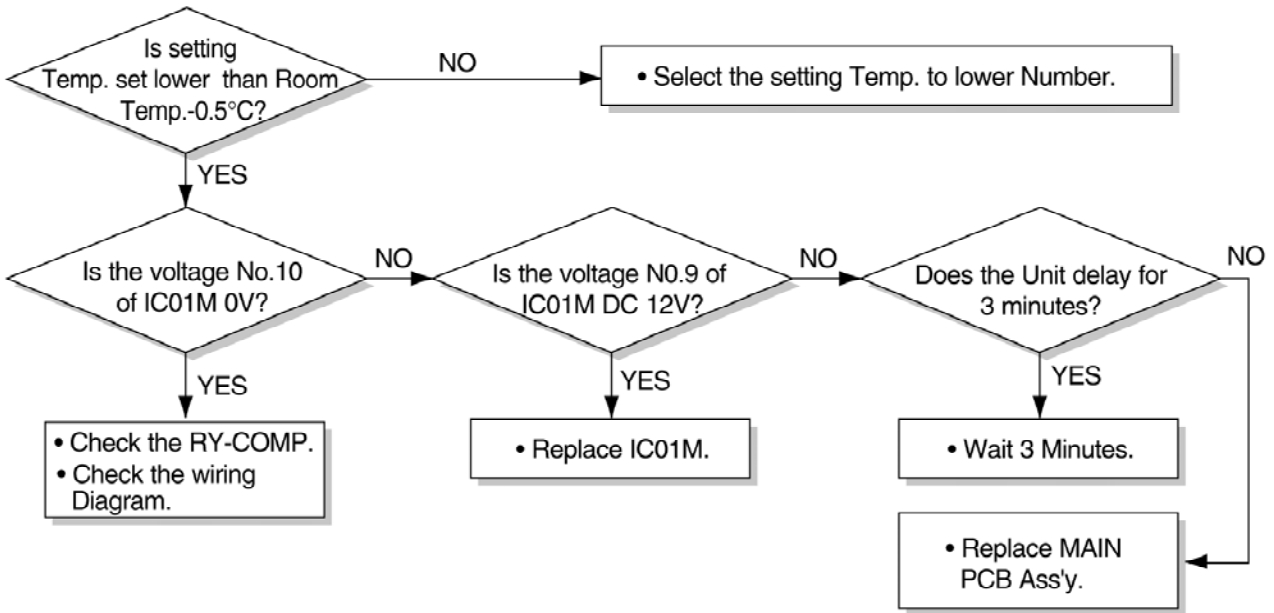 Is setting
Temp. set lower than Room
Temp.-0.5°C?
NO
• Select the setting Temp. to lower Number.
YES
Is the voltage No.10
of IC01M 0V?
NO
Is the voltage N0.9 of
IC01M DC 12V?
NO
Does the Unit delay for
3 minutes?
NO
YES
YES
YES
• Check the RY-COMP.
• Check the wiring
Diagram.
• Replace IC01M.
• Wait 3 Minutes.
• Replace MAIN
PCB Ass'y.